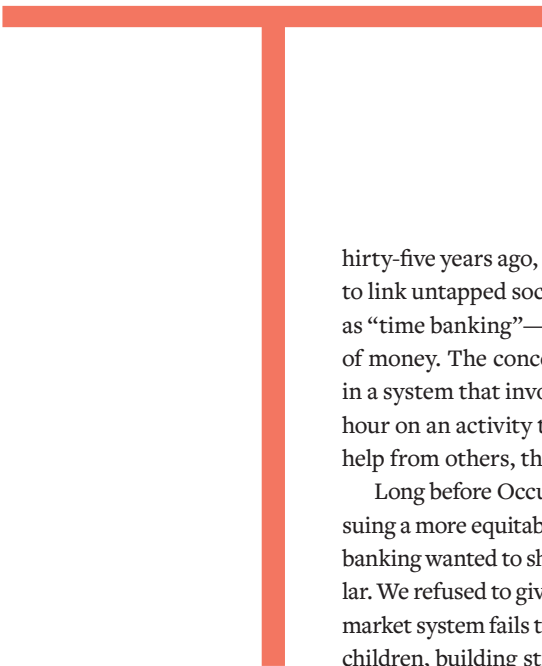 T
hirty-five years ago,
to link untapped soc
as “time banking”—
of money. The conce
in a system that invo
hour on an activity t
help from others, th
Long before Occu
suing a more equitab
banking wanted to sh
lar. We refused to giv
market system fails t
children, building st